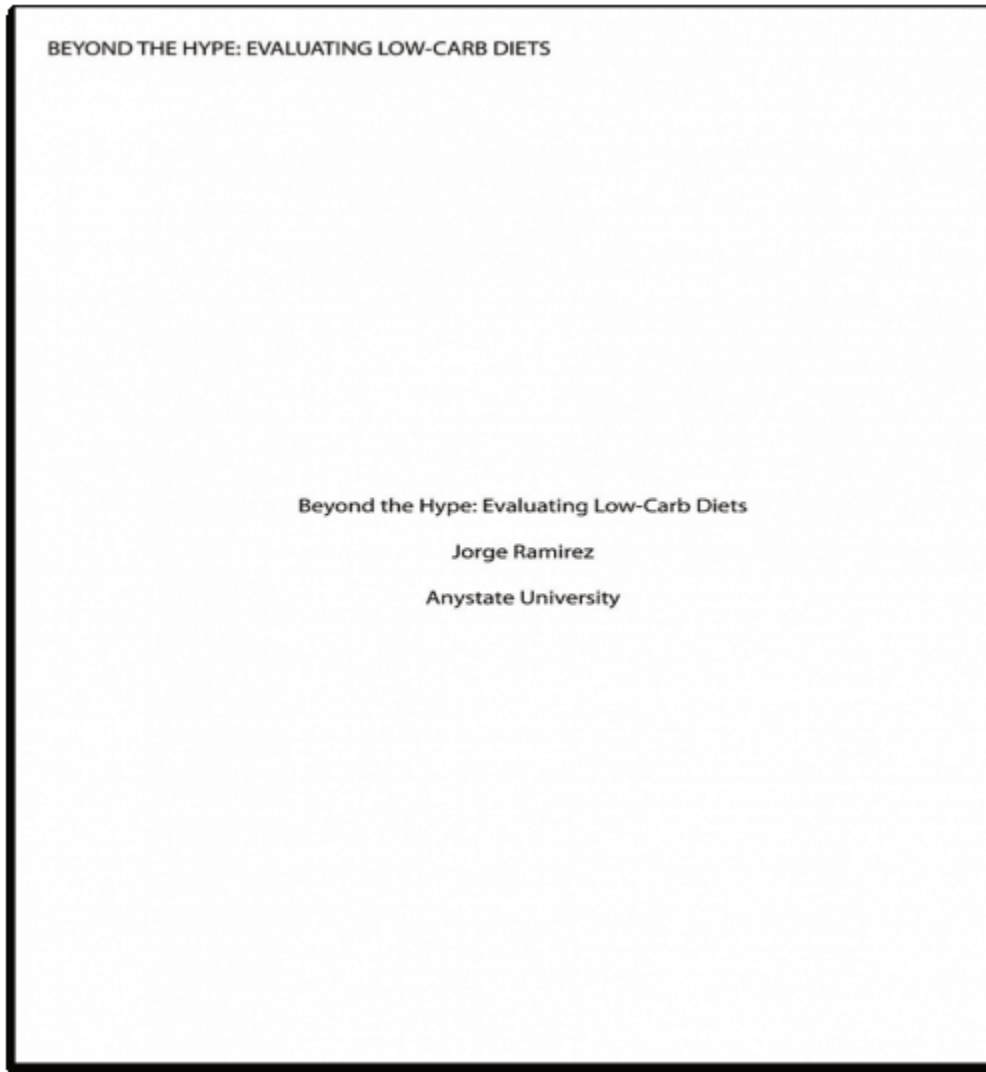 BEYOND THE HYPE: EVALUATING LOW-CARB DIETS
Beyond the Hype: Evaluating Low-Carb Diets
Jorge Ramirez
Anystate University